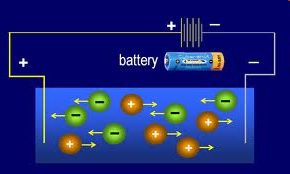 + −
battery
+ −
− + −
− −
− + +
+ +